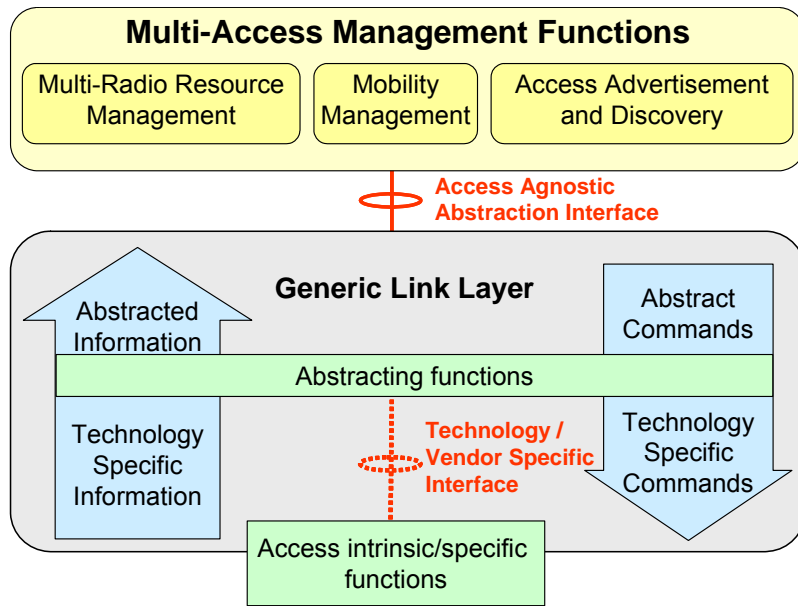 Multi-Access Management Functions
Multi-Radio Resource
Management
Mobility
Management
Access Advertisement
and Discovery
Access Agnostic
Abstraction Interface
Generic Link Layer
Abstracted
Information
Abstract
Commands
Abstracting functions
Technology
Specific
Information
Technology /
Vendor Specific
Interface
Technology
Specific
Commands
Access intrinsic/specific
functions